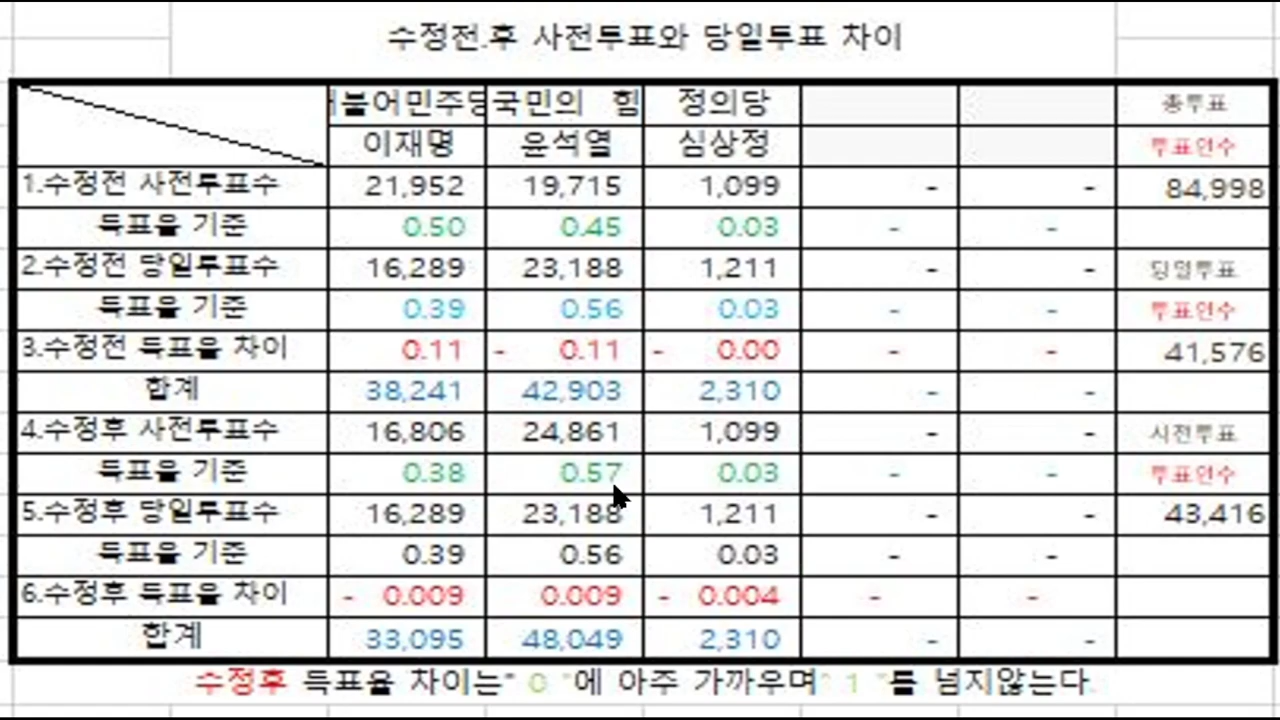 수정전.후 사전투표와 당일투표 차이
더불어민주당 국민의 힘 정의당 총투표
이재명 윤석열 심상정 투표인수
1.수정전 사전투표수 21,952 19,715 1,099 - - 84,998
득표율 기준 0.50 0.45 0.03 - -
2.수정전 당일투표수 16,289 23,188 1,211 - - 당일투표
득표율 기준 0.39 0.56 0.03 - - 투표인수
3.수정전 득표율 차이 0.11 - 0.11 - 0.00 - - 41,576
합계 38,241 42,903 2,310 - -
4.수정후 사전투표수 16,806 24,861 1,099 - - 사전투표
득표율 기준 0.38 0.57 0.03 - - 투표인수
5.수정후 당일투표수 16,289 23,188 1,211 - - 43,416
득표율 기준 0.39 0.56 0.03 - -
6.수정후 득표율 차이 - 0.009 0.009 - 0.004 - -
합계 33,095 48,049 2,310 - -
수정후 득표율 차이는" 0 "에 아주 가까우며" 1 "를 넘지않는다.